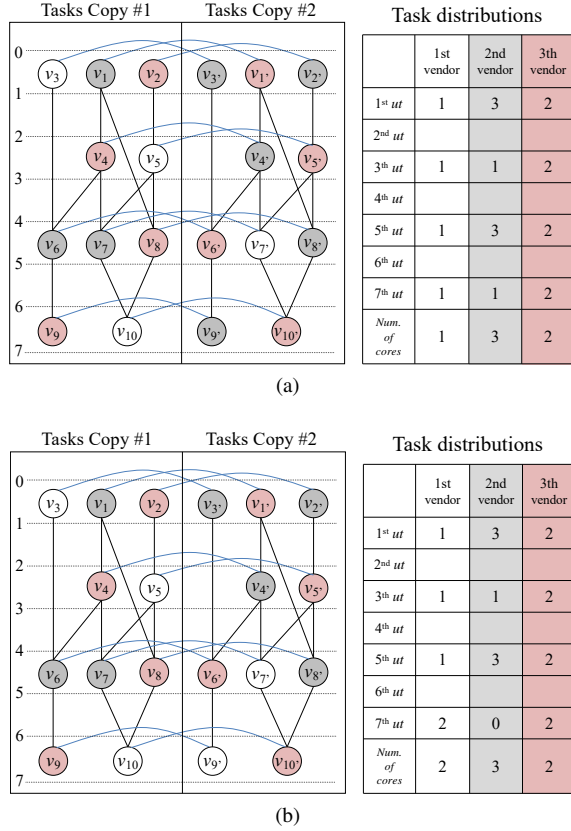 Tasks Copy #1 Tasks Copy #2
0
v3 v1 v2 v3' v1' v2'
1
2
v4 v5 v4' v5'
3
4
v6 v7 v8 v6' v7' v8'
5
6
v9 v10 v9' v10'
7
Task distributions
1st vendor 2nd vendor 3th vendor
1st ut 1 3 2
2nd ut
3th ut 1 1 2
4th ut
5th ut 1 3 2
6th ut
7th ut 1 1 2
Num. of cores 1 3 2
(a)
Tasks Copy #1 Tasks Copy #2
0
v3 v1 v2 v3' v1' v2'
1
2
v4 v5 v4' v5'
3
4
v6 v7 v8 v6' v7' v8'
5
6
v9 v10 v9' v10'
7
Task distributions
1st vendor 2nd vendor 3th vendor
1st ut 1 3 2
2nd ut
3th ut 1 1 2
4th ut
5th ut 1 3 2
6th ut
7th ut 2 0 2
Num. of cores 2 3 2
(b)